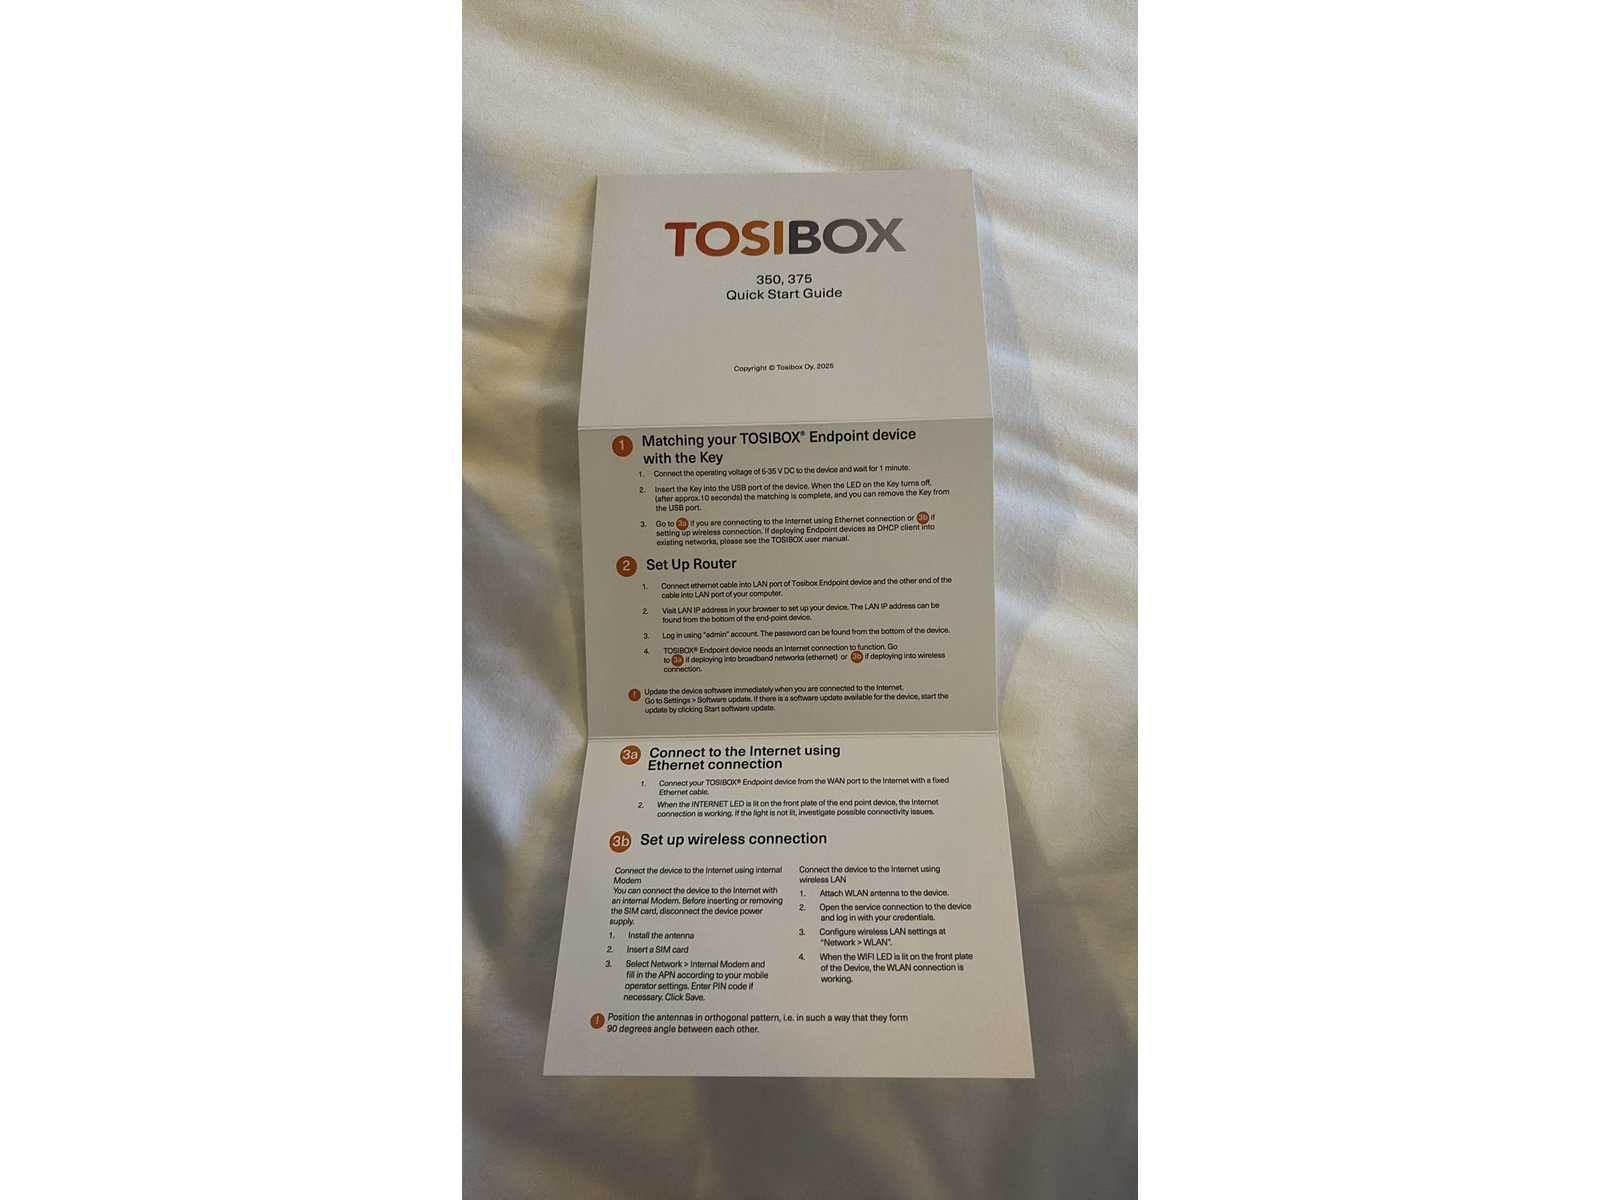 TOSIBOX
350, 375
Quick Start Guide
Copyright © Tosibox Oy, 2025
1 Matching your TOSIBOX® Endpoint device
with the Key
1. Connect the operating voltage of 5-35 V DC to the device and wait for 1 minute.
2. Insert the Key into the USB port of the device. When the LED on the Key turns off,
(after approx.10 seconds) the matching is complete, and you can remove the Key from
the USB port.
3. Go to 3a if you are connecting to the Internet using Ethernet connection or 3b if
setting up wireless connection. If deploying Endpoint devices as DHCP client into
existing networks, please see the TOSIBOX user manual.
2 Set Up Router
1. Connect ethernet cable into LAN port of Tosibox Endpoint device and the other end of the
cable into LAN port of your computer.
2. Visit LAN IP address in your browser to set up your device. The LAN IP address can be
found from the bottom of the end-point device.
3. Log in using "admin" account. The password can be found from the bottom of the device.
4. TOSIBOX® Endpoint device needs an Internet connection to function. Go
to 3a if deploying into broadband networks (ethernet) or 3b if deploying into wireless
connection.
! Update the device software immediately when you are connected to the Internet.
Go to Settings > Software update. If there is a software update available for the device, start the
update by clicking Start software update.
3a Connect to the Internet using
Ethernet connection
1. Connect your TOSIBOX® Endpoint device from the WAN port to the Internet with a fixed
Ethernet cable.
2. When the INTERNET LED is lit on the front plate of the end point device, the Internet
connection is working. If the light is not lit, investigate possible connectivity issues.
3b Set up wireless connection
Connect the device to the Internet using internal
Modem
You can connect the device to the Internet with
an internal Modem. Before inserting or removing
the SIM card, disconnect the device power
supply.
1. Install the antenna
2. Insert a SIM card
3. Select Network > Internal Modem and
fill in the APN according to your mobile
operator settings. Enter PIN code if
necessary. Click Save.
Connect the device to the Internet using
wireless LAN
1. Attach WLAN antenna to the device.
2. Open the service connection to the device
and log in with your credentials.
3. Configure wireless LAN settings at
"Network > WLAN".
4. When the WIFI LED is lit on the front plate
of the Device, the WLAN connection is
working.
! Position the antennas in orthogonal pattern, i.e. in such a way that they form
90 degrees angle between each other.